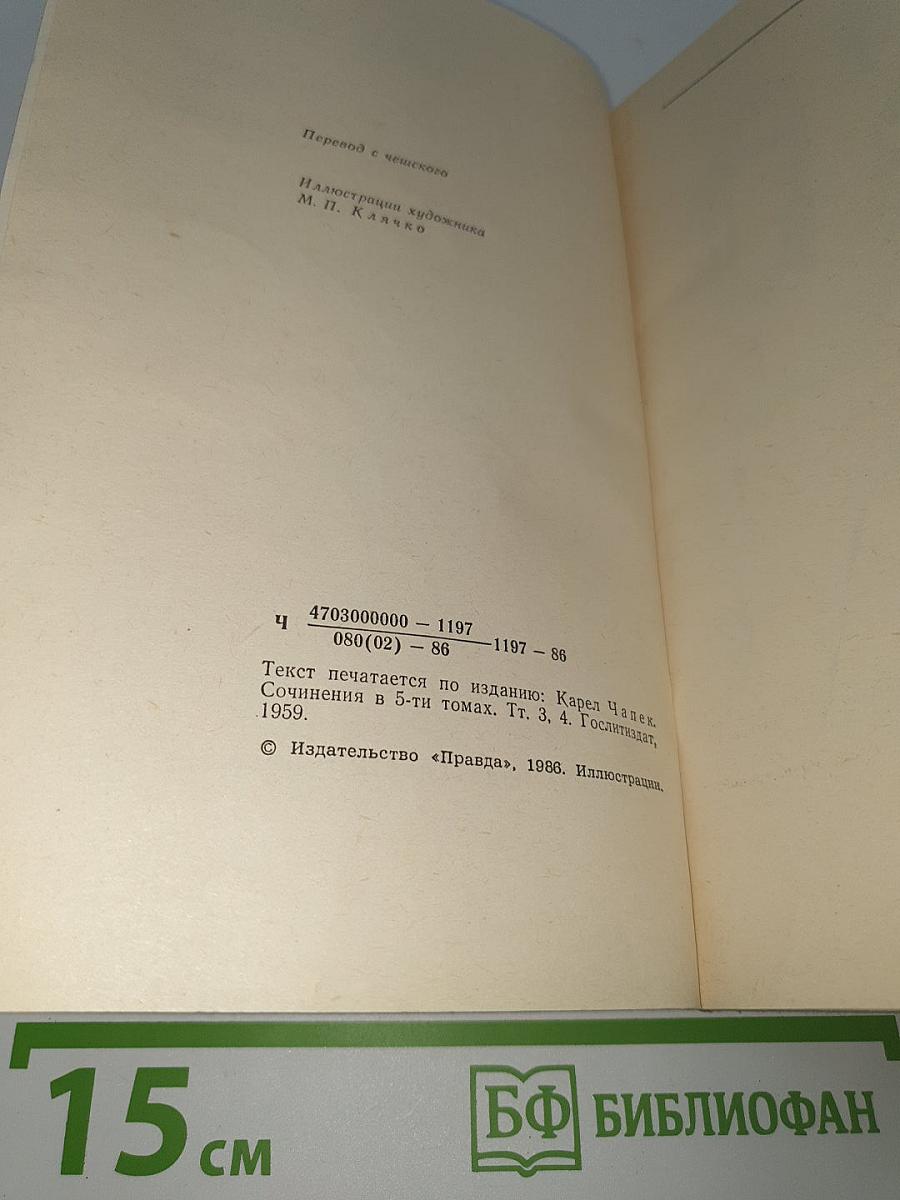 Перевод с чешского
Иллюстрации художника
М. П. Клячко
Ч 4703000000 — 1197
080(02) — 86 —1197 — 86
Текст печатается по изданию: Карел Чапек.
Сочинения в 5-ти томах. Тт. 3, 4. Гослитиздат,
1959.
© Издательство «Правда», 1986. Иллюстрации.
15 см
БФ БИБЛИОФАН